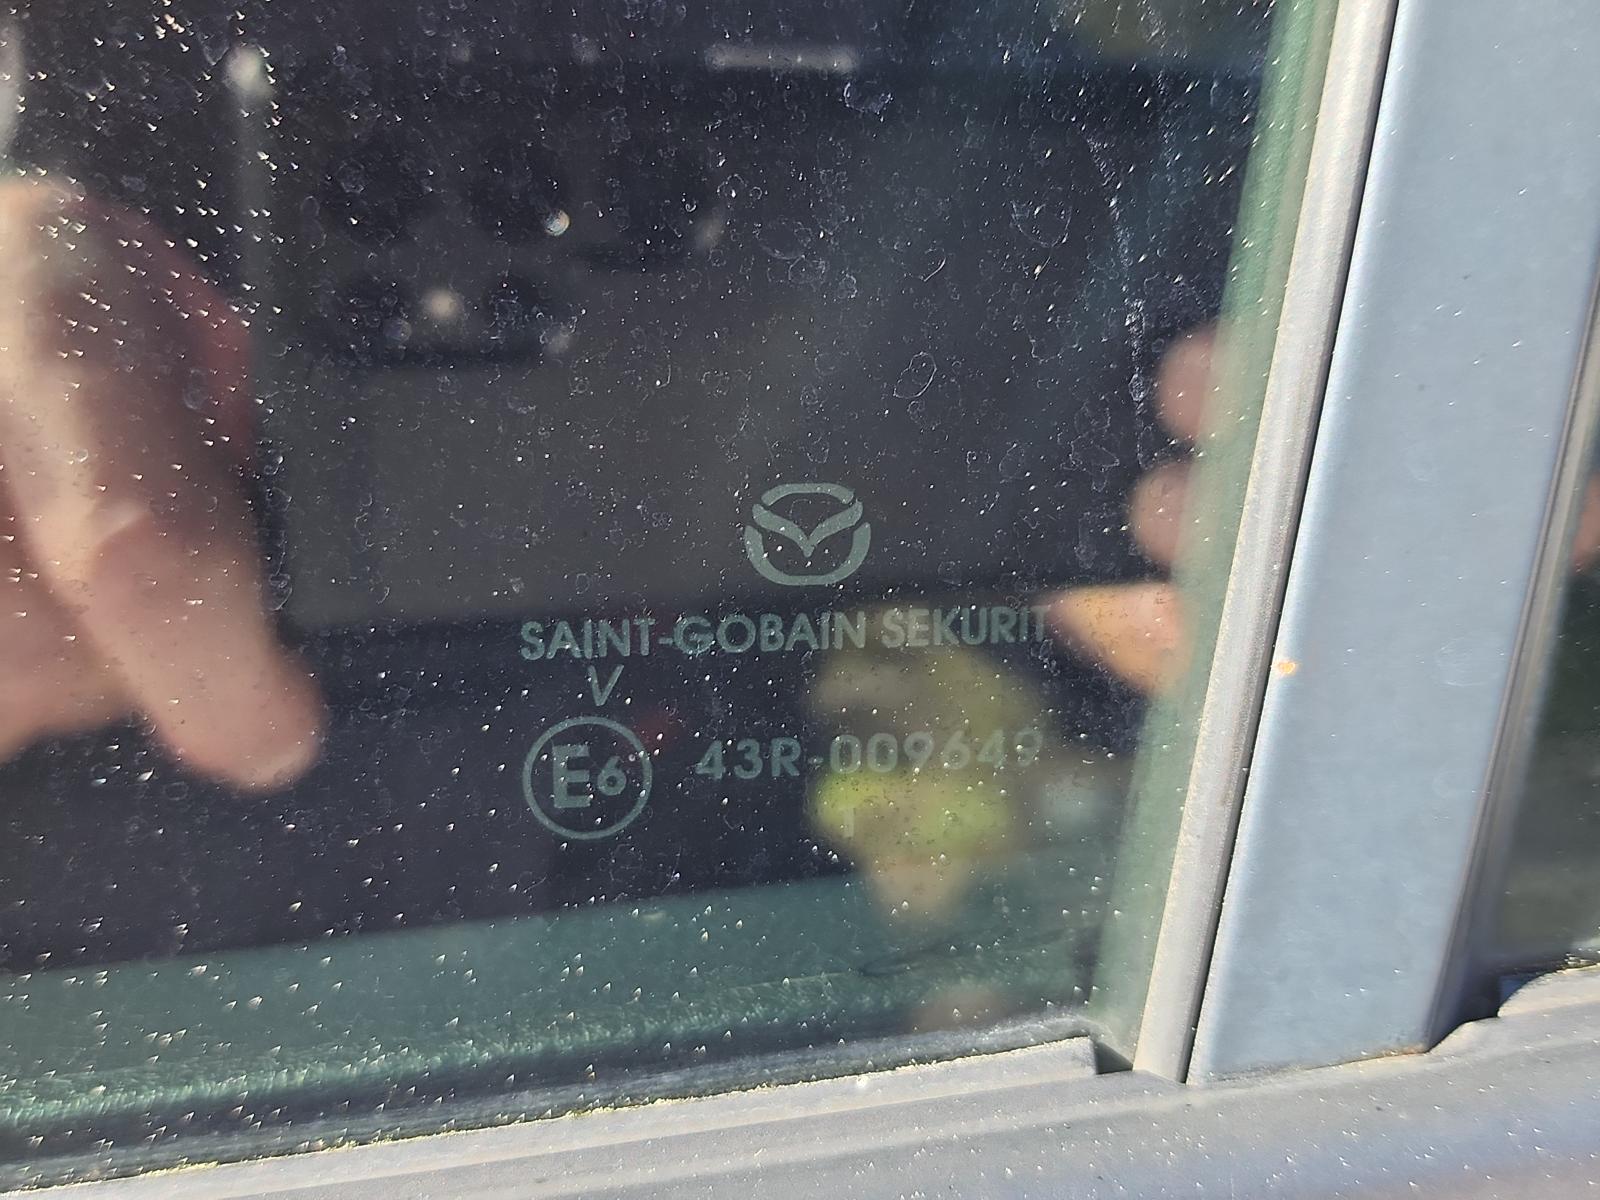 SAINT-GOBAIN SEKURIT
V
E6 43R-009649